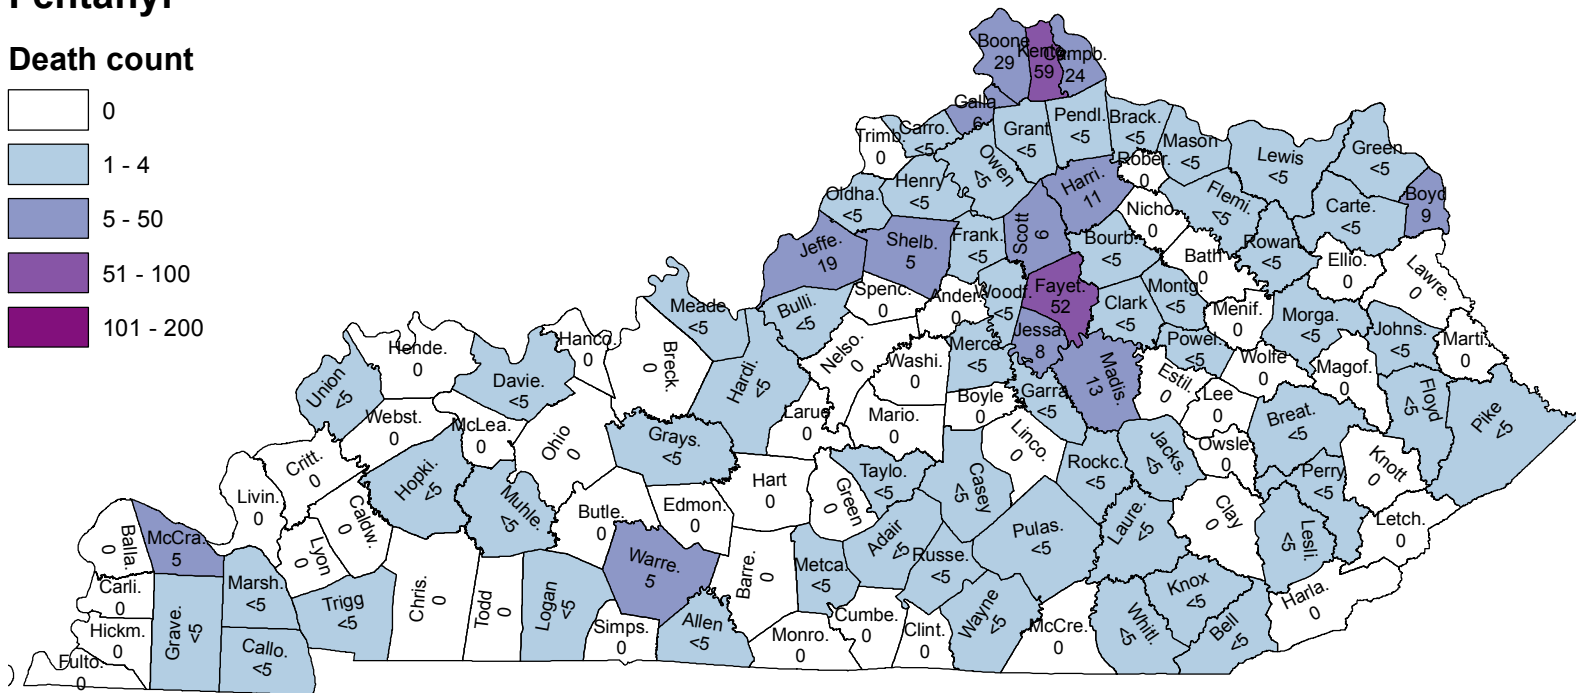 Fentanyl
Death count
0
1 - 4
5 - 50
51 - 100
101 - 200
Boone
29
Kento.
59
Campb.
24
Galla.
6
Trimb.
0
Carro.
<5
Owen
<5
Grant
<5
Pendl.
<5
Brack.
<5
Mason
<5
Rober.
0
Lewis
<5
Green.
<5
Boyd
9
Oldha.
<5
Henry
<5
Harri.
11
Nicho.
0
Flemi.
<5
Carte.
<5
Rowan
<5
Jeffe.
19
Shelb.
5
Frank.
<5
Scott
6
Bourb.
<5
Bath
0
Ellio.
0
Lawre.
0
Meade
<5
Bulli.
<5
Spenc.
0
Ander.
0
Woodf.
<5
Fayet.
52
Clark
<5
Montg.
<5
Menif.
0
Morga.
<5
Johns.
<5
Marti.
0
Hende.
0
Hanco.
0
Breck.
0
Nelso.
0
Washi.
0
Merce.
<5
Jessa.
8
Madis.
13
Powel.
<5
Wolfe
0
Magof.
0
Union
<5
Davie.
<5
Hardi.
<5
Boyle
0
Garra.
<5
Estil.
0
Lee
0
Breat.
<5
Floyd
<5
Pike
<5
Webst.
0
McLea.
0
Ohio
0
Grays.
<5
Larue
0
Mario.
0
Linco.
0
Rockc.
<5
Jacks.
<5
Owsle.
0
Perry
<5
Knott
0
Critt.
0
Hopki.
<5
Muhle.
<5
Hart
0
Green
0
Taylo.
<5
Casey
<5
Livin.
0
Caldw.
0
Butle.
0
Edmon.
0
Adair
<5
Pulas.
<5
Laure.
<5
Clay
0
Lesli.
<5
Letch.
0
Balla.
0
McCra.
5
Lyon
0
Warre.
5
Barre.
0
Metca.
<5
Russe.
<5
Knox
<5
Harla.
0
Carli.
0
Marsh.
<5
Trigg
<5
Chris.
0
Todd
0
Logan
<5
Simps.
0
Allen
<5
Monro.
0
Cumbe.
0
Clint.
0
Wayne
<5
McCre.
0
Whitl.
<5
Bell
<5
Hickm.
0
Grave.
<5
Callo.
<5
Fulto.
0